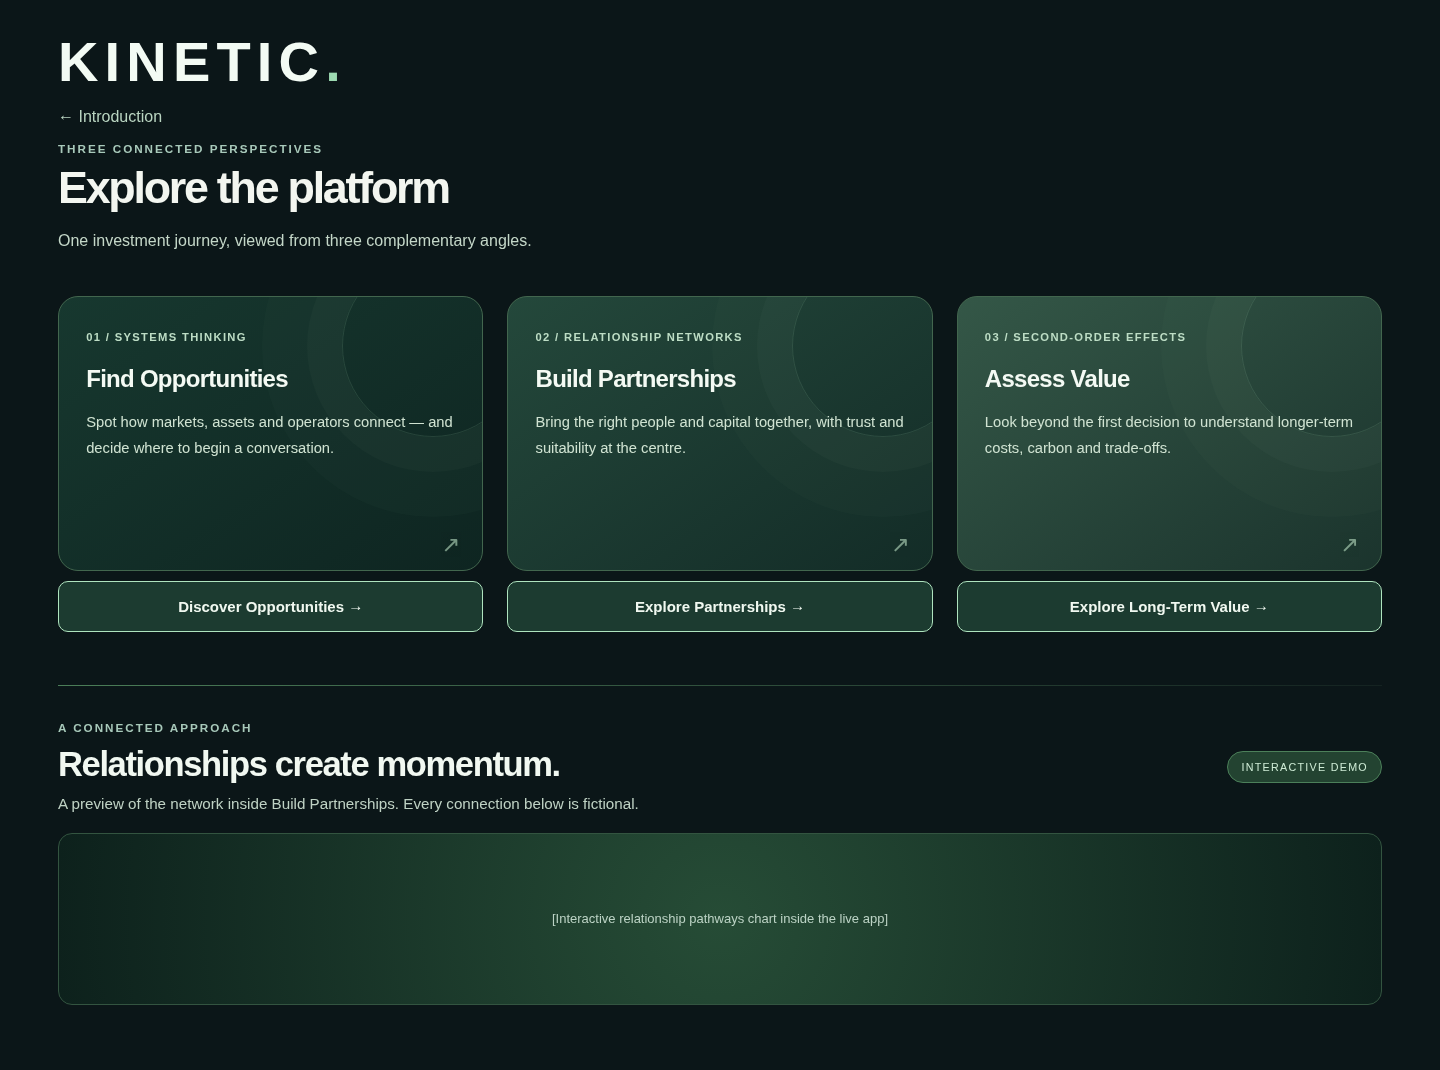 KINETIC.
← Introduction
THREE CONNECTED PERSPECTIVES
Explore the platform
One investment journey, viewed from three complementary angles.
01 / SYSTEMS THINKING
Find Opportunities
Spot how markets, assets and operators connect — and
decide where to begin a conversation.
↗
Discover Opportunities →
02 / RELATIONSHIP NETWORKS
Build Partnerships
Bring the right people and capital together, with trust and
suitability at the centre.
↗
Explore Partnerships →
03 / SECOND-ORDER EFFECTS
Assess Value
Look beyond the first decision to understand longer-term
costs, carbon and trade-offs.
↗
Explore Long-Term Value →
A CONNECTED APPROACH
Relationships create momentum.
INTERACTIVE DEMO
A preview of the network inside Build Partnerships. Every connection below is fictional.
[Interactive relationship pathways chart inside the live app]